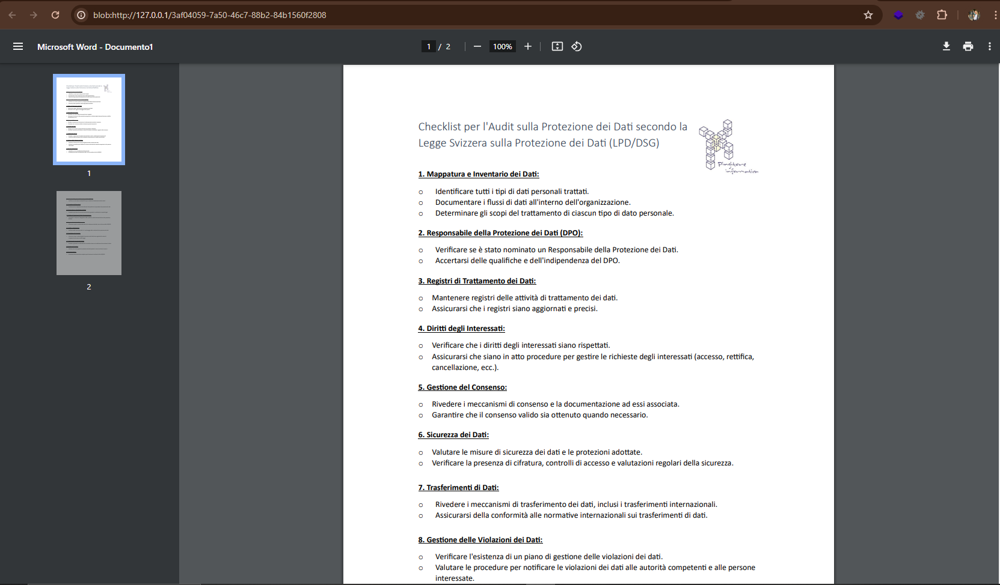 blob:http://127.0.0.1/3af04059-7a50-46c7-88b2-84b1560f2808
Microsoft Word - Documento1
1 / 2
100%
1
2
Checklist per l'Audit sulla Protezione dei Dati secondo la
Legge Svizzera sulla Protezione dei Dati (LPD/DSG)
Pingitore
informatica
1. Mappatura e Inventario dei Dati:
o Identificare tutti i tipi di dati personali trattati.
o Documentare i flussi di dati all'interno dell'organizzazione.
o Determinare gli scopi del trattamento di ciascun tipo di dato personale.
2. Responsabile della Protezione dei Dati (DPO):
o Verificare se è stato nominato un Responsabile della Protezione dei Dati.
o Accertarsi delle qualifiche e dell'indipendenza del DPO.
3. Registri di Trattamento dei Dati:
o Mantenere registri delle attività di trattamento dei dati.
o Assicurarsi che i registri siano aggiornati e precisi.
4. Diritti degli Interessati:
o Verificare che i diritti degli interessati siano rispettati.
o Assicurarsi che siano in atto procedure per gestire le richieste degli interessati (accesso, rettifica,
cancellazione, ecc.).
5. Gestione del Consenso:
o Rivedere i meccanismi di consenso e la documentazione ad essi associata.
o Garantire che il consenso valido sia ottenuto quando necessario.
6. Sicurezza dei Dati:
o Valutare le misure di sicurezza dei dati e le protezioni adottate.
o Verificare la presenza di cifratura, controlli di accesso e valutazioni regolari della sicurezza.
7. Trasferimenti di Dati:
o Rivedere i meccanismi di trasferimento dei dati, inclusi i trasferimenti internazionali.
o Assicurarsi della conformità alle normative internazionali sui trasferimenti di dati.
8. Gestione delle Violazioni dei Dati:
o Verificare l'esistenza di un piano di gestione delle violazioni dei dati.
o Valutare le procedure per notificare le violazioni dei dati alle autorità competenti e alle persone
interessate.